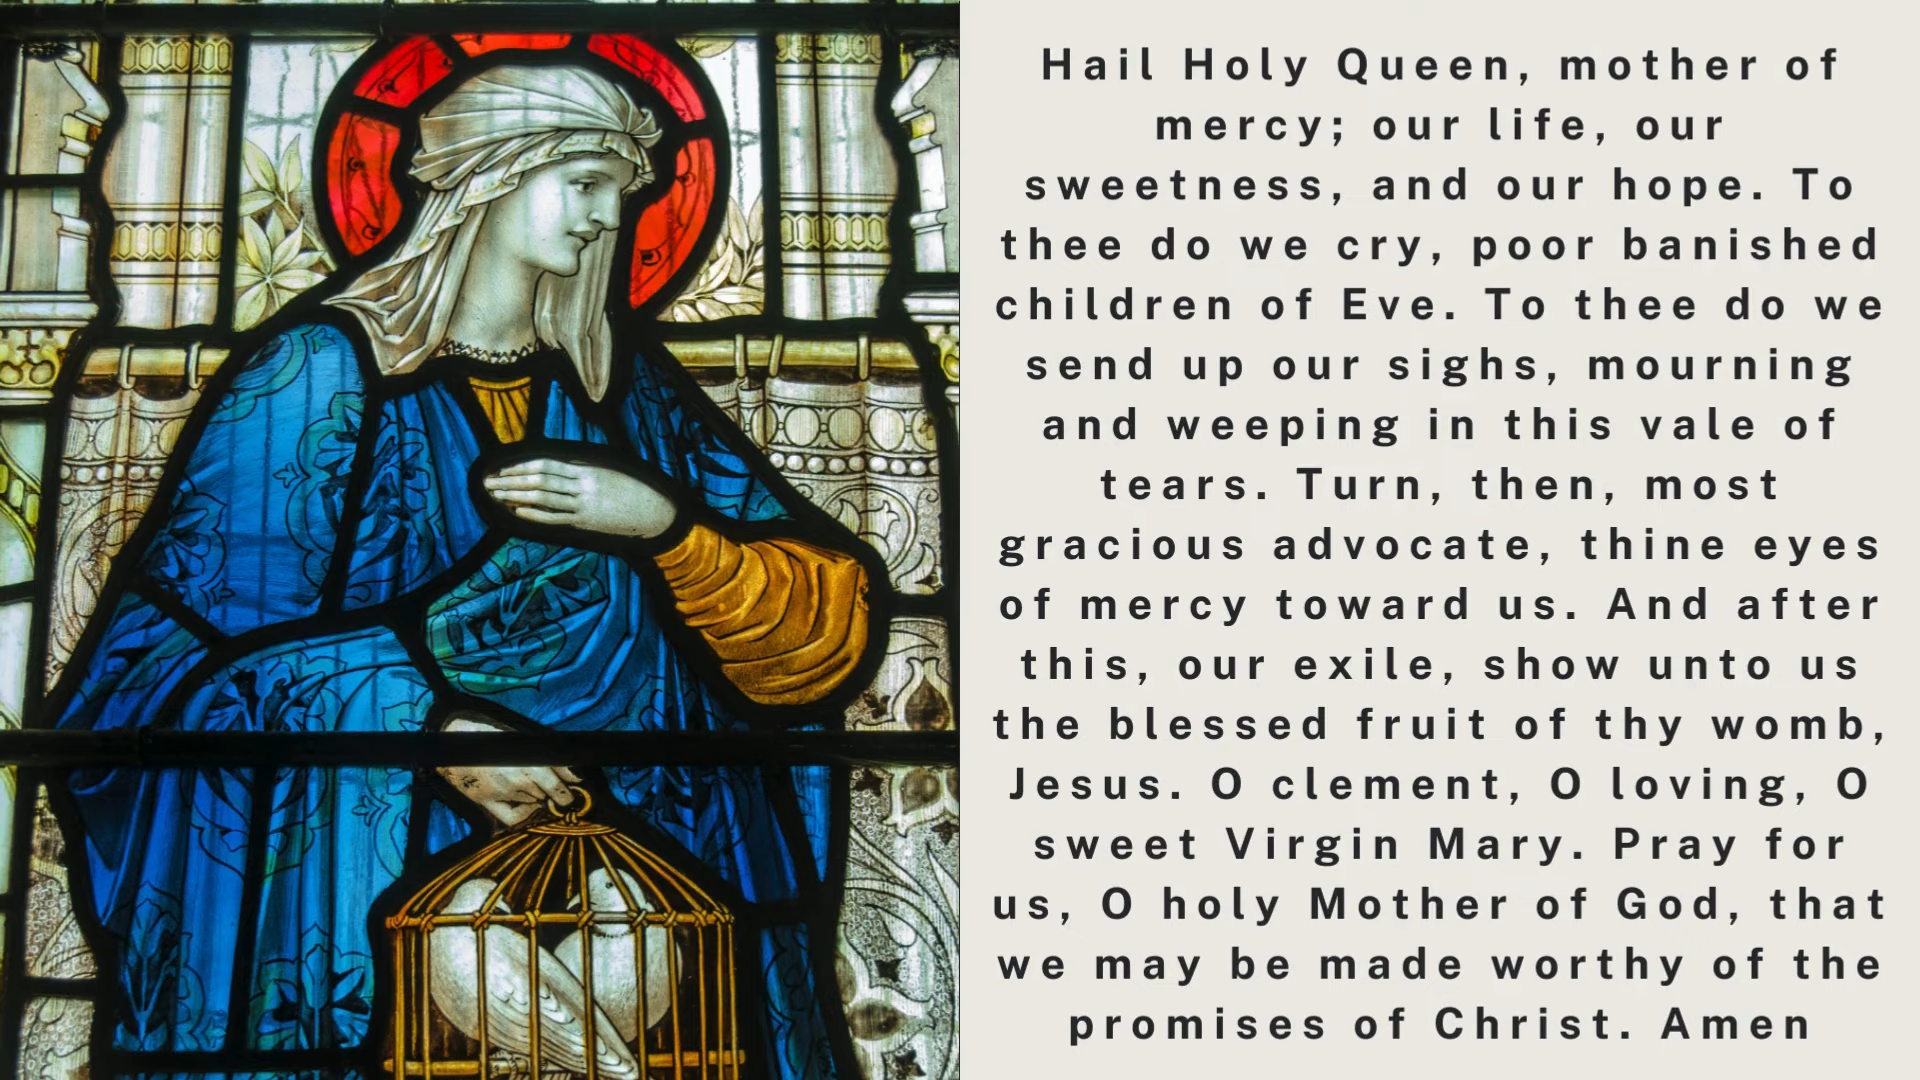 Hail Holy Queen, mother of
mercy; our life, our
sweetness, and our hope. To
thee do we cry, poor banished
children of Eve. To thee do we
send up our sighs, mourning
and weeping in this vale of
tears. Turn, then, most
gracious advocate, thine eyes
of mercy toward us. And after
this, our exile, show unto us
the blessed fruit of thy womb,
Jesus. O clement, O loving, O
sweet Virgin Mary. Pray for
us, O holy Mother of God, that
we may be made worthy of the
promises of Christ. Amen